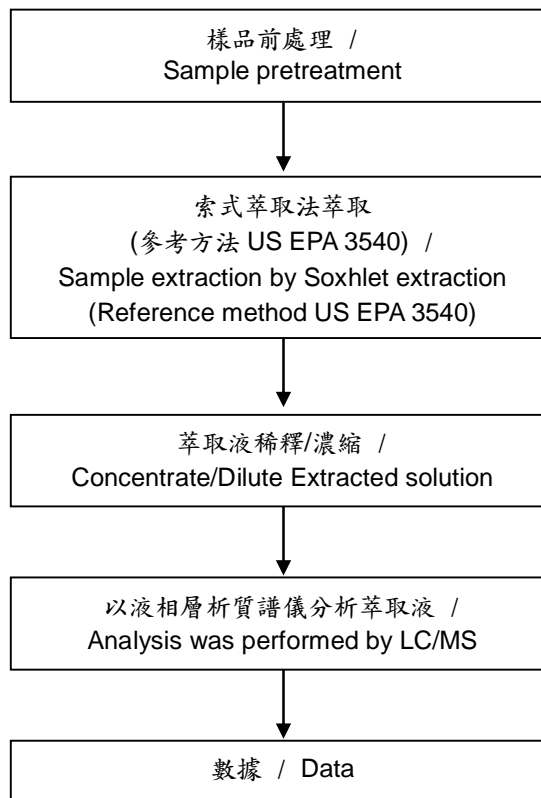 樣品前處理 /
Sample pretreatment
索式萃取法萃取
(參考方法 US EPA 3540) /
Sample extraction by Soxhlet extraction
(Reference method US EPA 3540)
萃取液稀釋/濃縮 /
Concentrate/Dilute Extracted solution
以液相層析質譜儀分析萃取液 /
Analysis was performed by LC/MS
數據 / Data